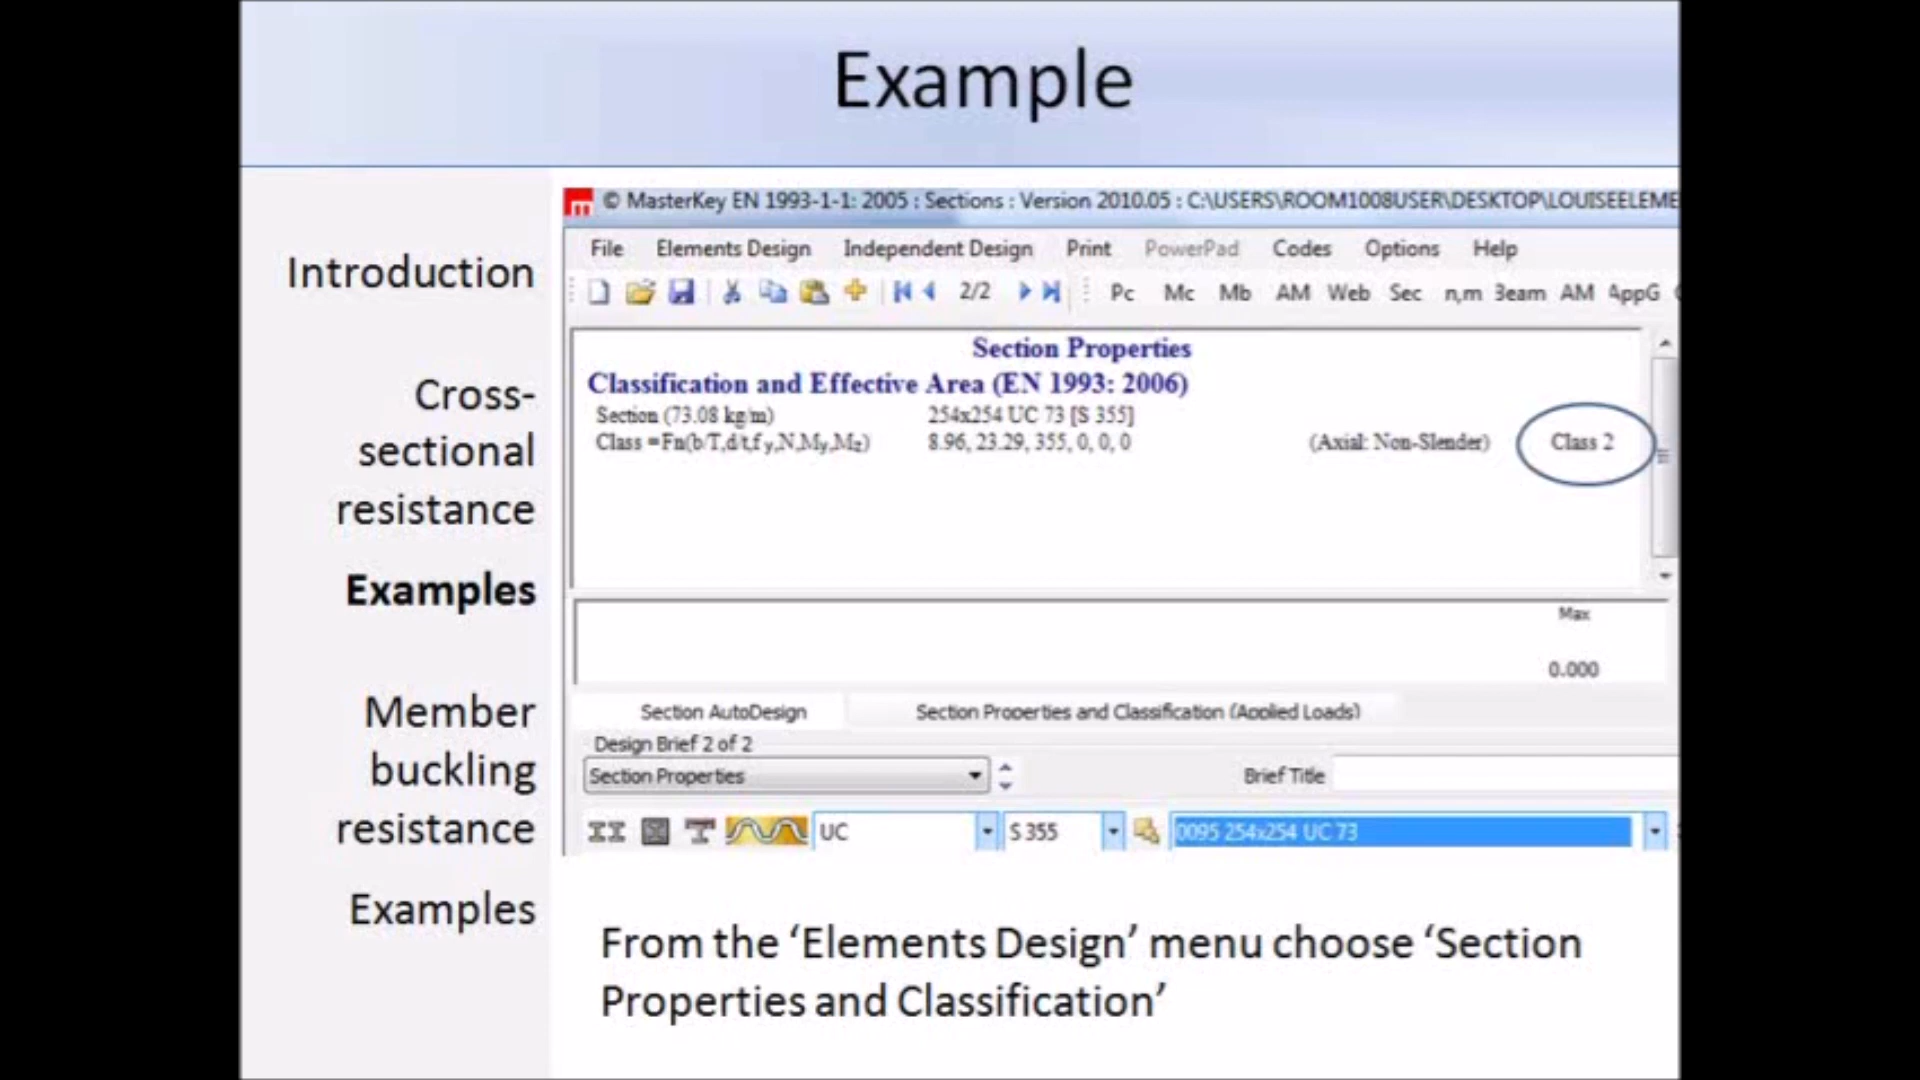 Example
Introduction
Cross-
sectional
resistance
Examples
Member
buckling
resistance
Examples
© MasterKey EN 1993-1-1: 2005 : Sections : Version 2010.05 : C:\USERS\ROOM1008USER\DESKTOP\LOUISEELEME
File Elements Design Independent Design Print PowerPad Codes Options Help
2/2 Pc Mc Mb AM Web Sec n,m Beam AM AppG
Section Properties
Classification and Effective Area (EN 1993: 2006)
Section (73.08 kg/m) 254x254 UC 73 [S 355]
Class =Fn(b/T,d/t,fy,N,My,Mz) 8.96, 23.29, 355, 0, 0, 0 (Axial: Non-Slender) Class 2
Max
0.000
Section AutoDesign Section Properties and Classification (Applied Loads)
Design Brief 2 of 2
Section Properties Brief Title
UC S 355 0095 254x254 UC 73
From the ‘Elements Design’ menu choose ‘Section
Properties and Classification’